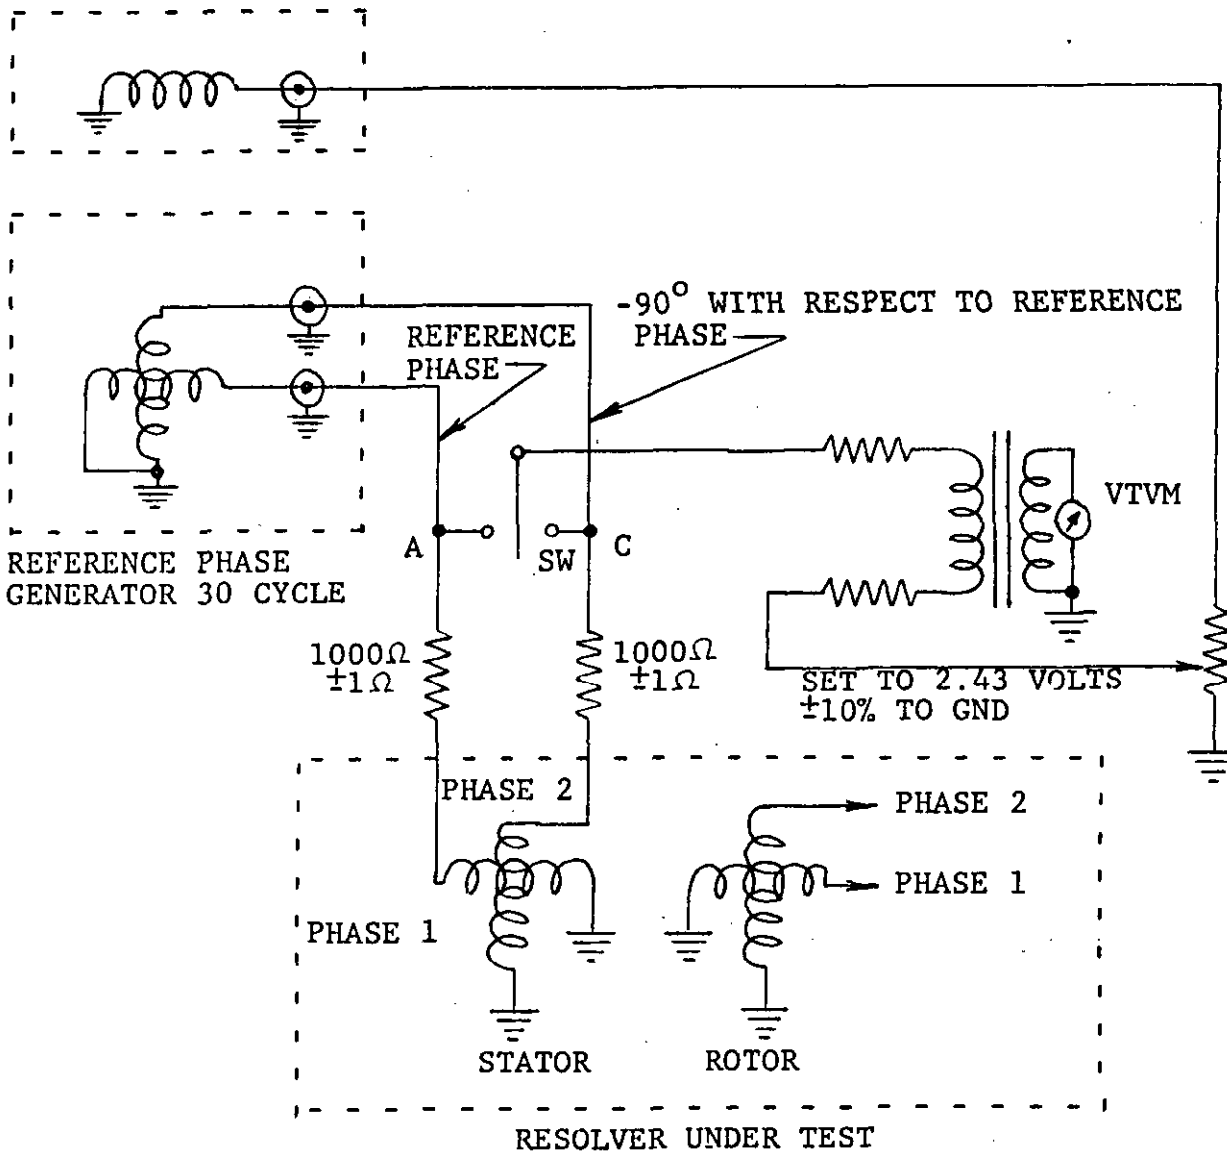 -90° WITH RESPECT TO REFERENCE
PHASE
REFERENCE
PHASE
VTVM
A
SW
C
REFERENCE PHASE
GENERATOR 30 CYCLE
1000Ω
±1Ω
1000Ω
±1Ω
SET TO 2.43 VOLTS
±10% TO GND
PHASE 2
PHASE 1
PHASE 2
PHASE 1
STATOR
ROTOR
RESOLVER UNDER TEST